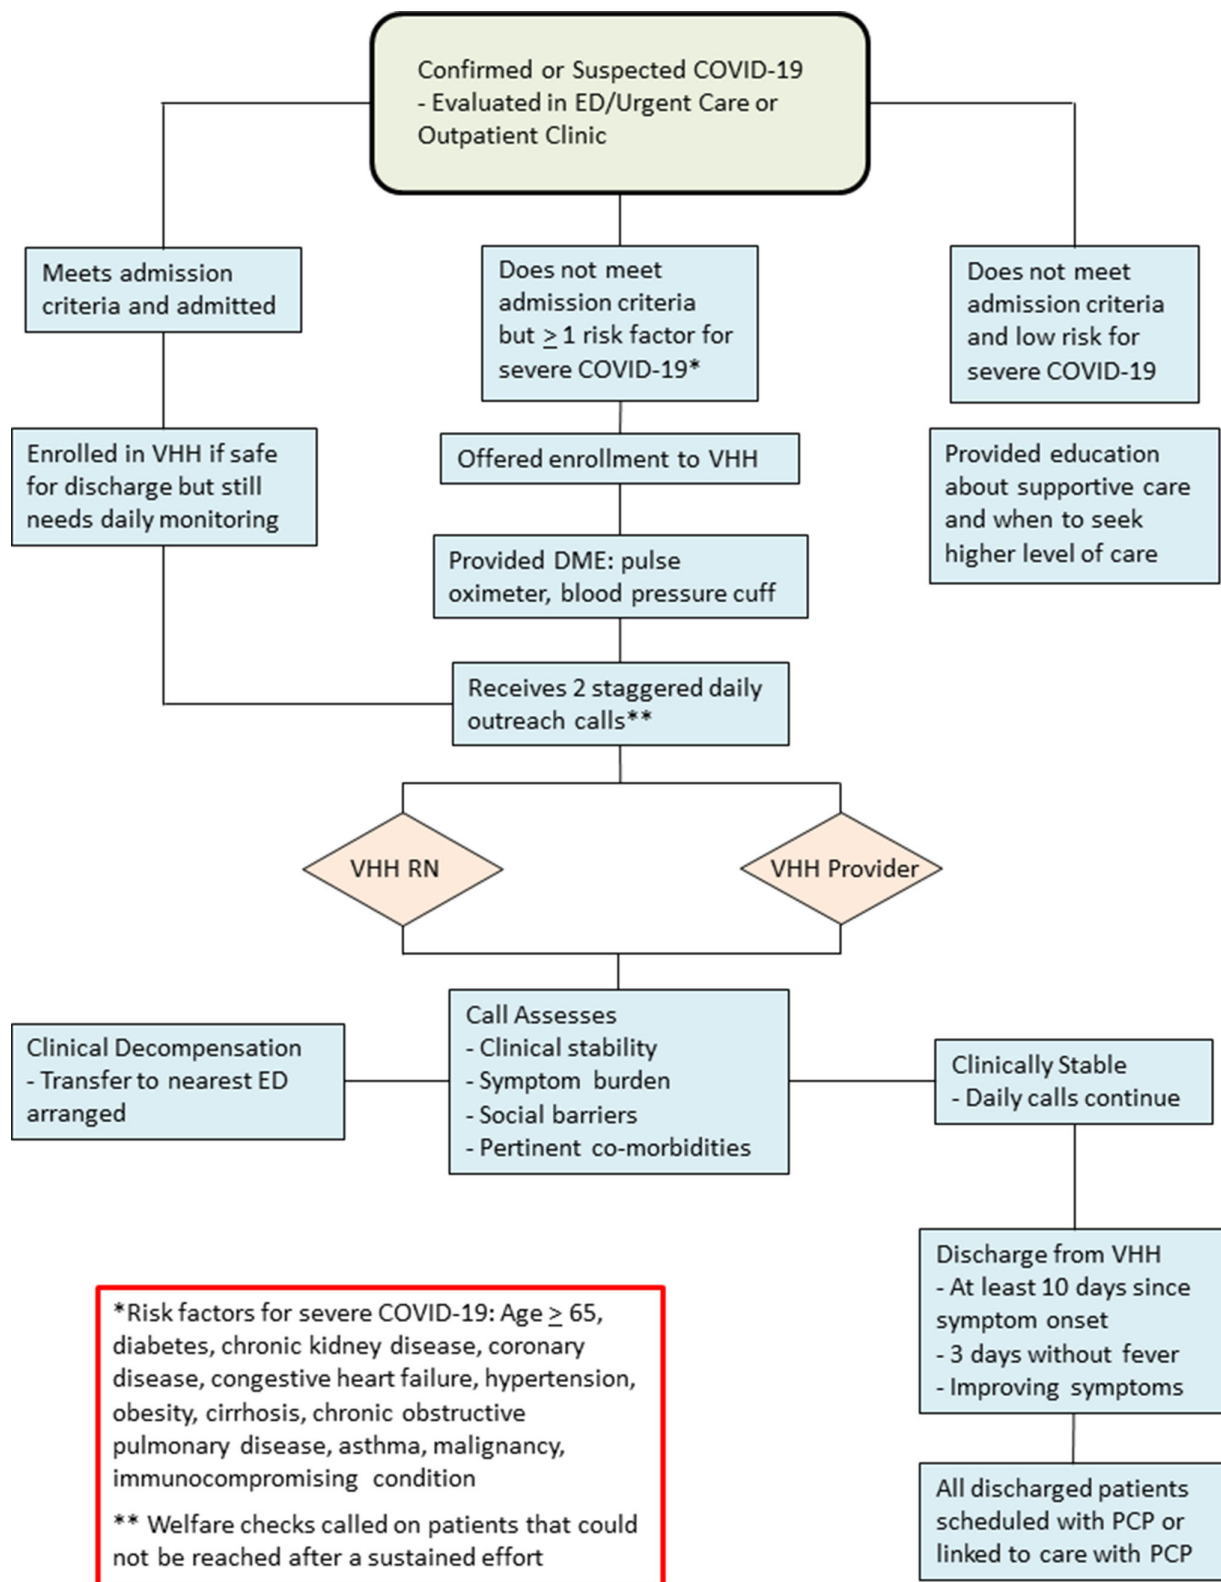 Confirmed or Suspected COVID-19
- Evaluated in ED/Urgent Care or
Outpatient Clinic
Meets admission
criteria and admitted
Does not meet
admission criteria
but ≥ 1 risk factor for
severe COVID-19*
Does not meet
admission criteria
and low risk for
severe COVID-19
Enrolled in VHH if safe
for discharge but still
needs daily monitoring
Offered enrollment to VHH
Provided education
about supportive care
and when to seek
higher level of care
Provided DME: pulse
oximeter, blood pressure cuff
Receives 2 staggered daily
outreach calls**
VHH RN
VHH Provider
Clinical Decompensation
- Transfer to nearest ED
arranged
Call Assesses
- Clinical stability
- Symptom burden
- Social barriers
- Pertinent co-morbidities
Clinically Stable
- Daily calls continue
Discharge from VHH
- At least 10 days since
symptom onset
- 3 days without fever
- Improving symptoms
All discharged patients
scheduled with PCP or
linked to care with PCP
*Risk factors for severe COVID-19: Age ≥ 65,
diabetes, chronic kidney disease, coronary
disease, congestive heart failure, hypertension,
obesity, cirrhosis, chronic obstructive
pulmonary disease, asthma, malignancy,
immunocompromising condition
** Welfare checks called on patients that could
not be reached after a sustained effort